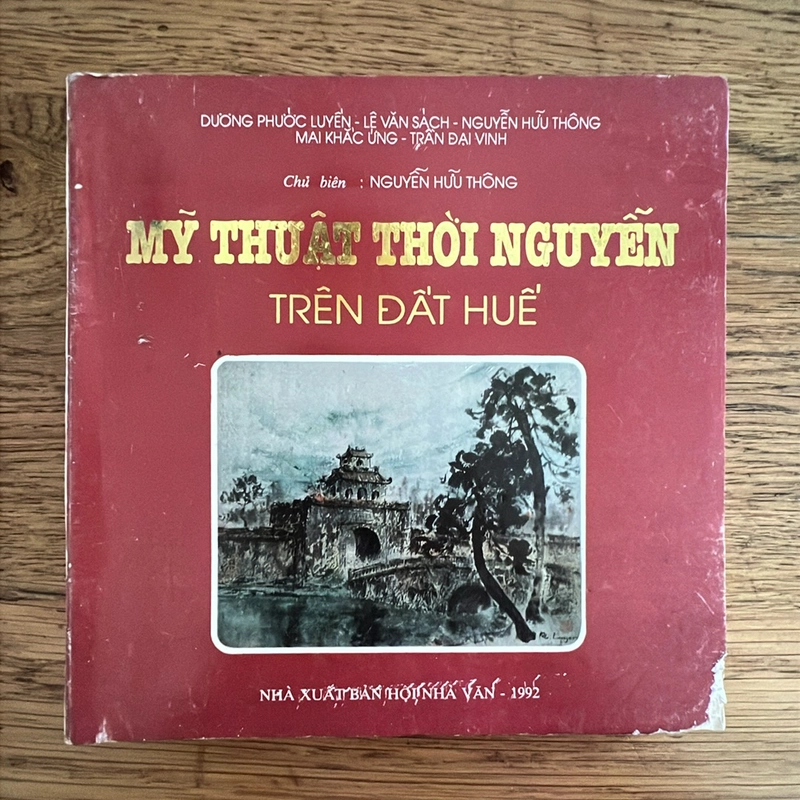 DƯƠNG PHƯỚC LUYẾN - LÊ VĂN SÁCH - NGUYỄN HỮU THÔNG
MAI KHẮC ỨNG - TRẦN ĐẠI VINH
Chủ biên : NGUYỄN HỮU THÔNG
MỸ THUẬT THỜI NGUYỄN
TRÊN ĐẤT HUẾ
NHÀ XUẤT BẢN HỘI NHÀ VĂN - 1992